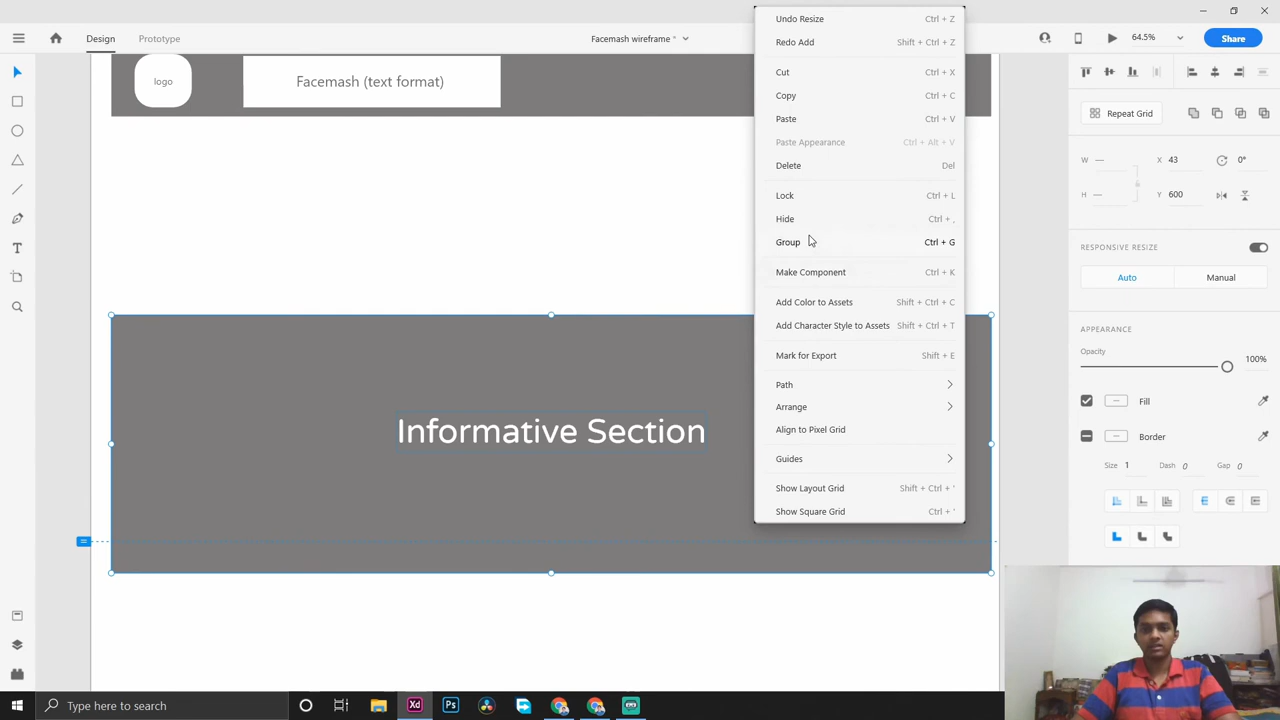 Design
Prototype
Facemash wireframe *
64.5%
Share
logo
Facemash (text format)
Undo Resize Ctrl + Z
Redo Add Shift + Ctrl + Z
Cut Ctrl + X
Copy Ctrl + C
Paste Ctrl + V
Paste Appearance Ctrl + Alt + V
Delete Del
Lock Ctrl + L
Hide Ctrl + ,
Group Ctrl + G
Make Component Ctrl + K
Add Color to Assets Shift + Ctrl + C
Add Character Style to Assets Shift + Ctrl + T
Mark for Export Shift + E
Path
Arrange
Align to Pixel Grid
Guides
Show Layout Grid Shift + Ctrl + '
Show Square Grid Ctrl + '
Informative Section
Repeat Grid
W — X 43 0°
H — Y 600
RESPONSIVE RESIZE
Auto Manual
APPEARANCE
Opacity
100%
Fill
Border
Size 1 Dash 0 Gap 0
Type here to search
Xd
Ps